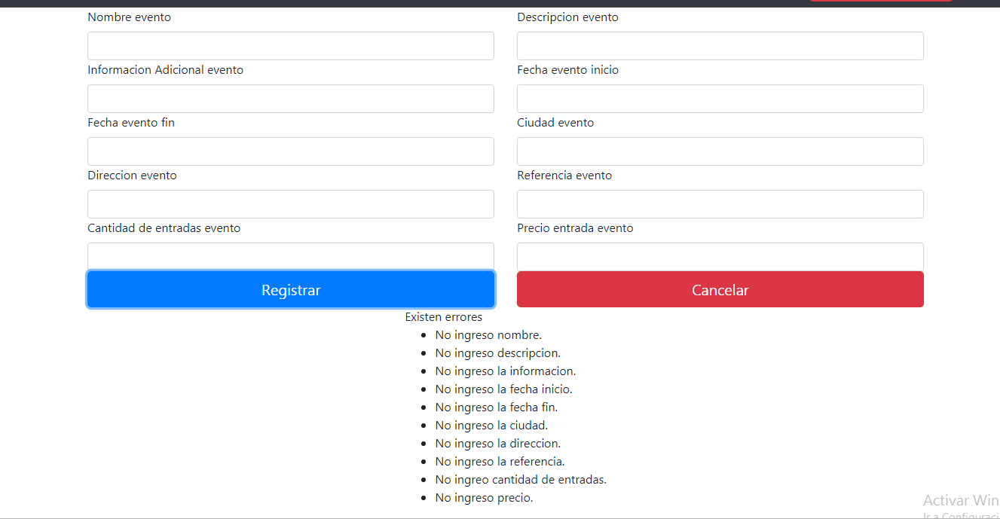 Nombre evento
Descripcion evento
Informacion Adicional evento
Fecha evento inicio
Fecha evento fin
Ciudad evento
Direccion evento
Referencia evento
Cantidad de entradas evento
Precio entrada evento
Registrar
Cancelar
Existen errores
No ingreso nombre.
No ingreso descripcion.
No ingreso la informacion.
No ingreso la fecha inicio.
No ingreso la fecha fin.
No ingreso la ciudad.
No ingreso la direccion.
No ingreso la referencia.
No ingreo cantidad de entradas.
No ingreso precio.
Activar Win
Ir a Configuraci